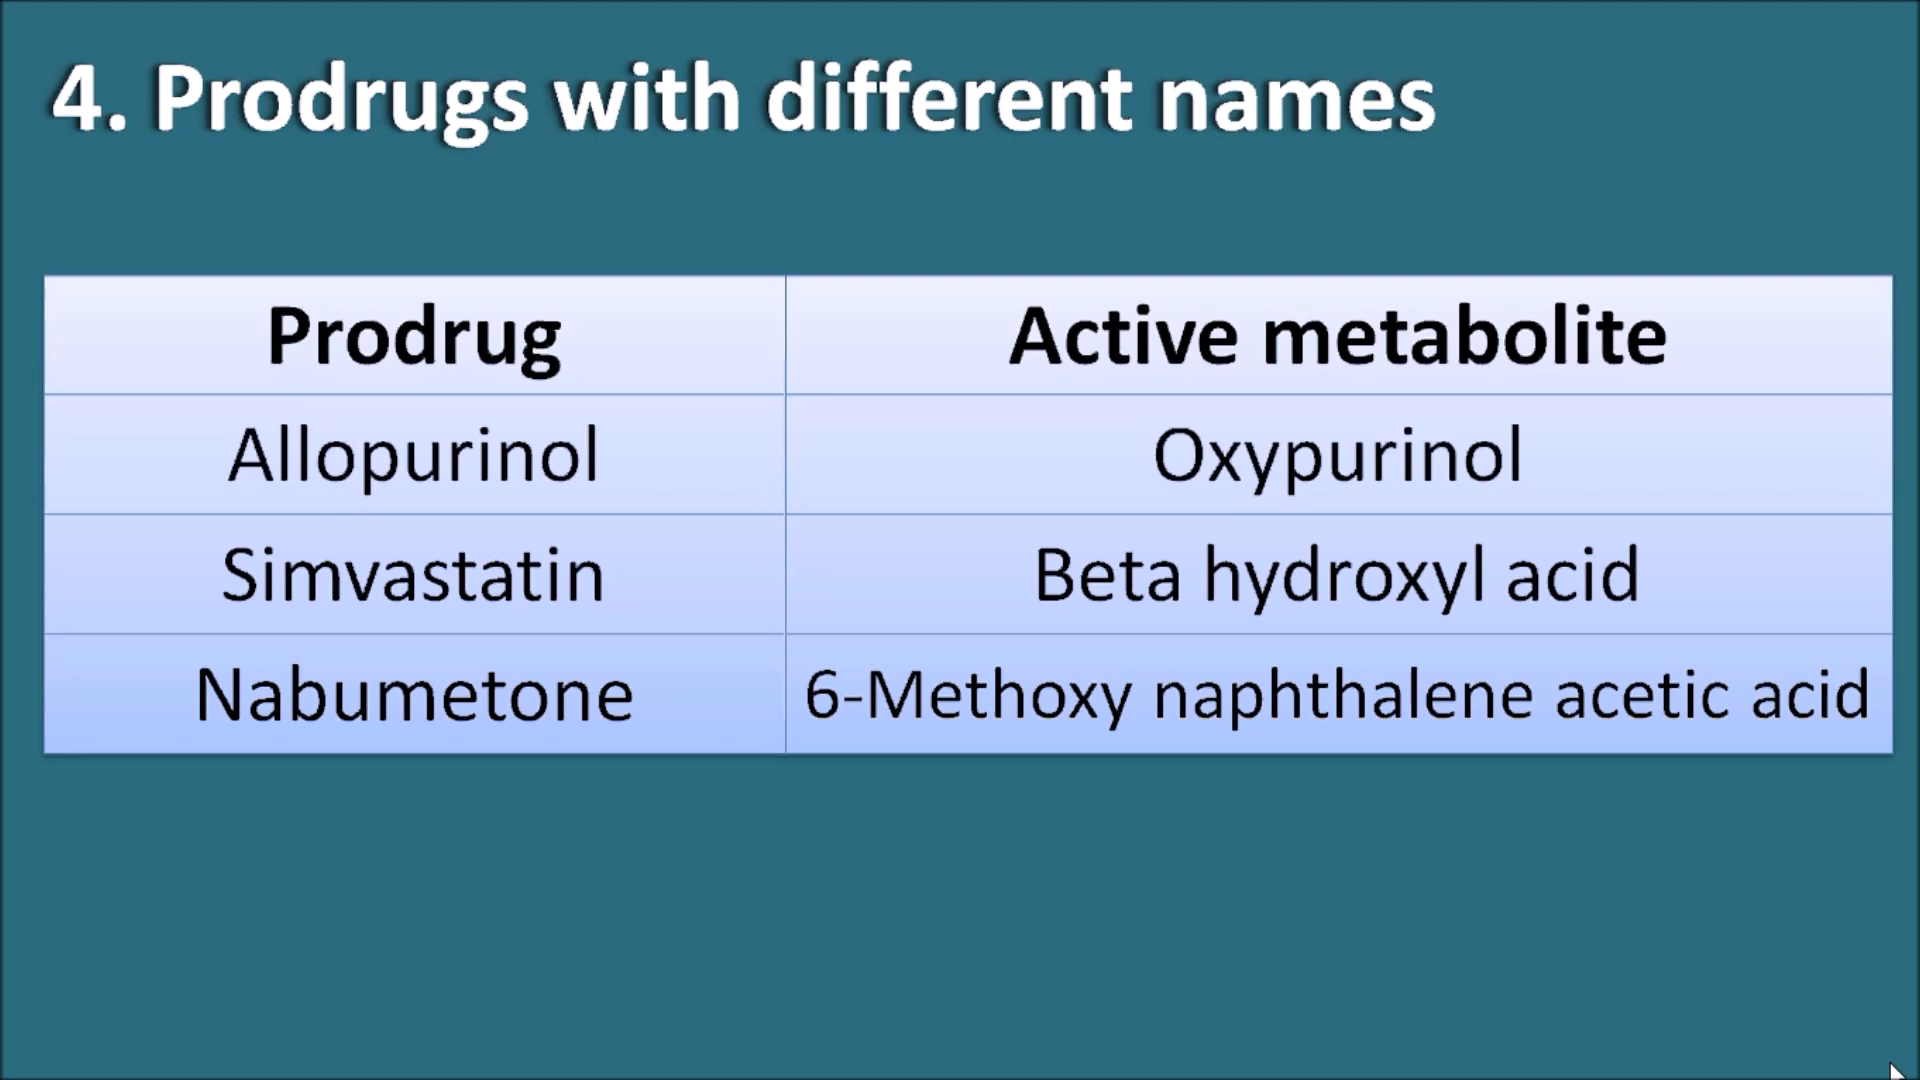 4. Prodrugs with different names
Prodrug Active metabolite
Allopurinol Oxypurinol
Simvastatin Beta hydroxyl acid
Nabumetone 6-Methoxy naphthalene acetic acid